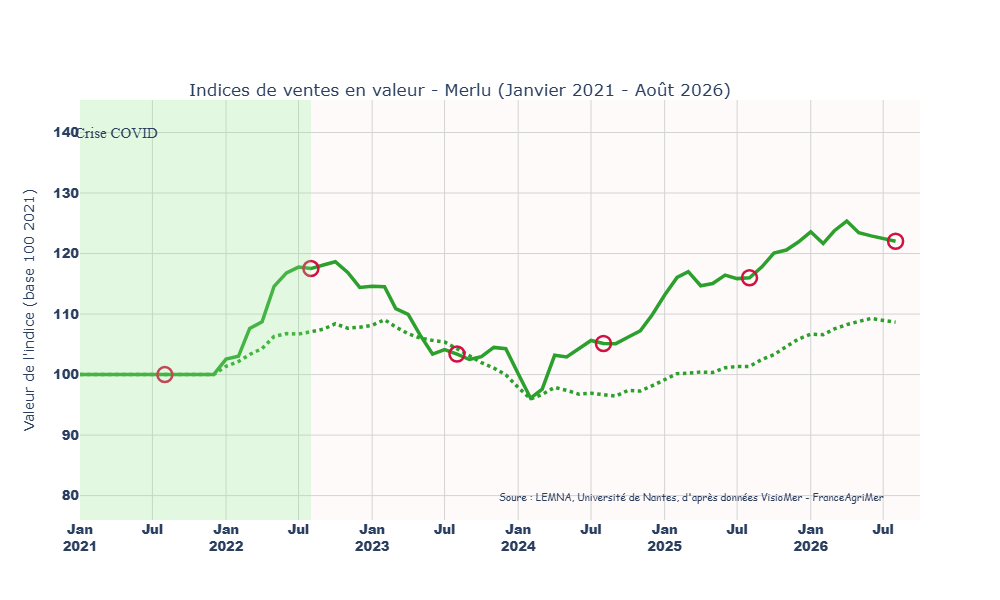 Indices de ventes en valeur - Merlu (Janvier 2021 - Août 2026)
Valeur de l'indice (base 100 2021)
140
Crise COVID
130
120
110
100
90
80
Soure : LEMNA, Université de Nantes, d'après données VisioMer - FranceAgriMer
Jan Jul Jan Jul Jan Jul Jan Jul Jan Jul Jan Jul
2021 2022 2023 2024 2025 2026